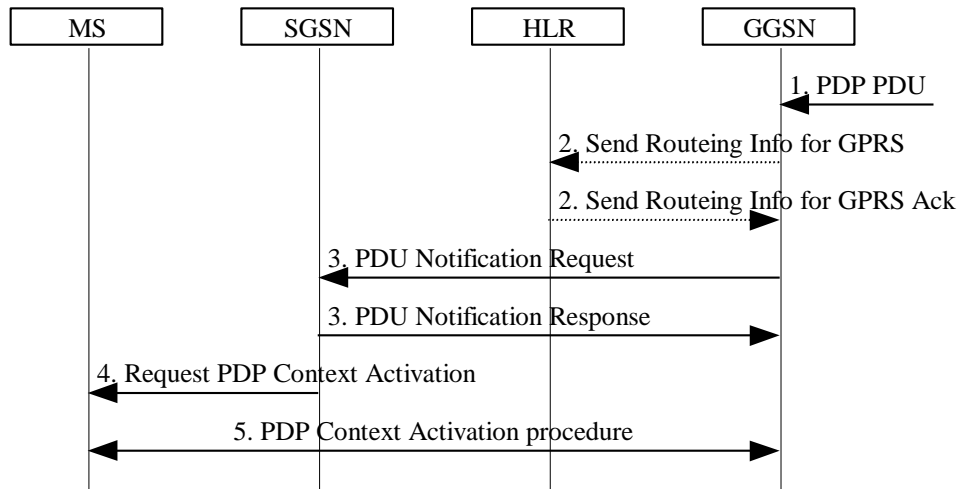 MS
SGSN
HLR
GGSN
1. PDP PDU
2. Send Routeing Info for GPRS
2. Send Routeing Info for GPRS Ack
3. PDU Notification Request
3. PDU Notification Response
4. Request PDP Context Activation
5. PDP Context Activation procedure